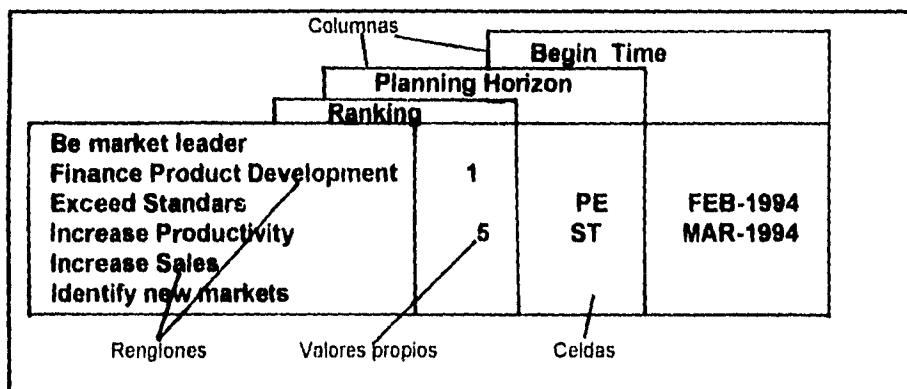 Columnas
Begin Time
Planning Horizon
Ranking
Be market leader
Finance Product Development 1
Exceed Standars PE FEB-1994
Increase Productivity 5 ST MAR-1994
Increase Sales
Identify new markets
Renglones Valores propios Celdas